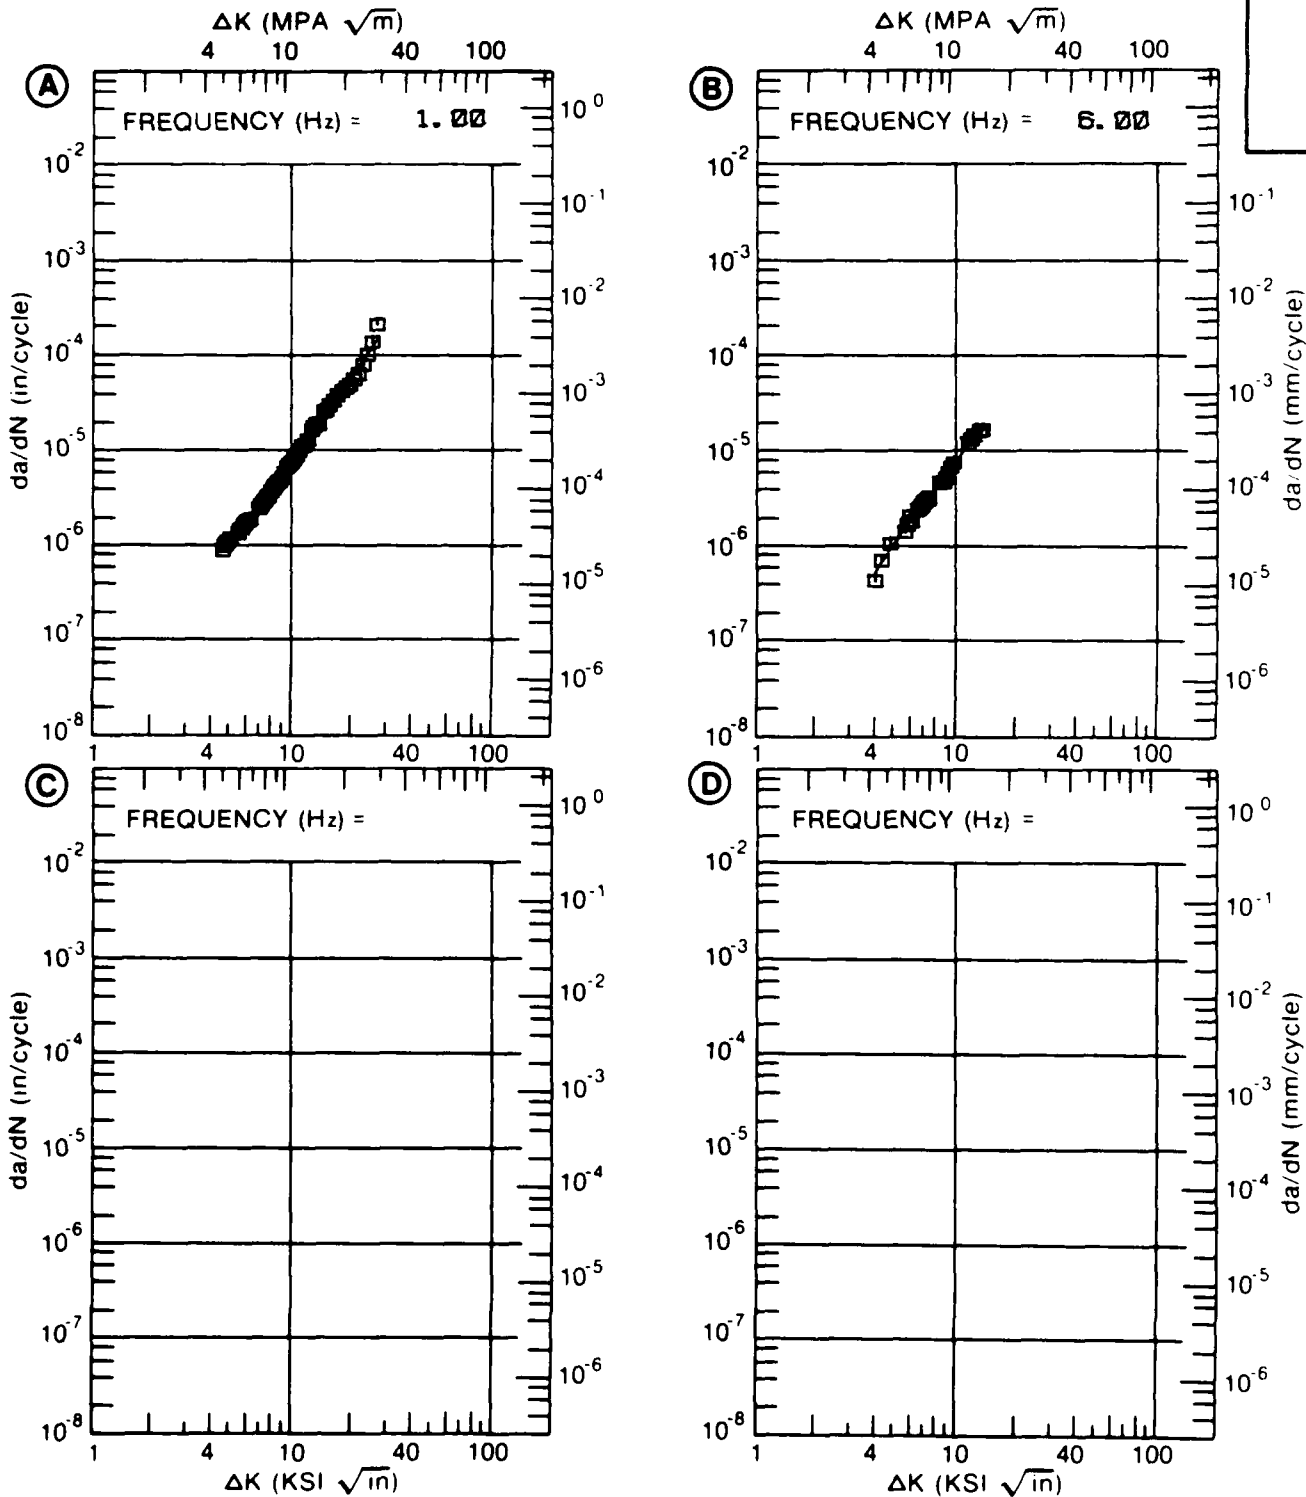 ΔK (MPA √m)
4 10 40 100
A
FREQUENCY (Hz) = 1.00
10^-2
10^-3
10^-4
10^-5
10^-6
10^-7
10^-8
da/dN (in/cycle)
10^0
10^-1
10^-2
10^-3
10^-4
10^-5
10^-6
1 4 10 40 100
ΔK (MPA √m)
4 10 40 100
B
FREQUENCY (Hz) = 6.00
10^-2
10^-3
10^-4
10^-5
10^-6
10^-7
10^-8
10^-1
10^-2
10^-3
10^-4
10^-5
10^-6
da/dN (mm/cycle)
1 4 10 40 100
C
FREQUENCY (Hz) =
10^-2
10^-3
10^-4
10^-5
10^-6
10^-7
10^-8
da/dN (in/cycle)
10^0
10^-1
10^-2
10^-3
10^-4
10^-5
10^-6
1 4 10 40 100
ΔK (KSI √in)
D
FREQUENCY (Hz) =
10^-2
10^-3
10^-4
10^-5
10^-6
10^-7
10^-8
10^0
10^-1
10^-2
10^-3
10^-4
10^-5
10^-6
da/dN (mm/cycle)
1 4 10 40 100
ΔK (KSI √in)